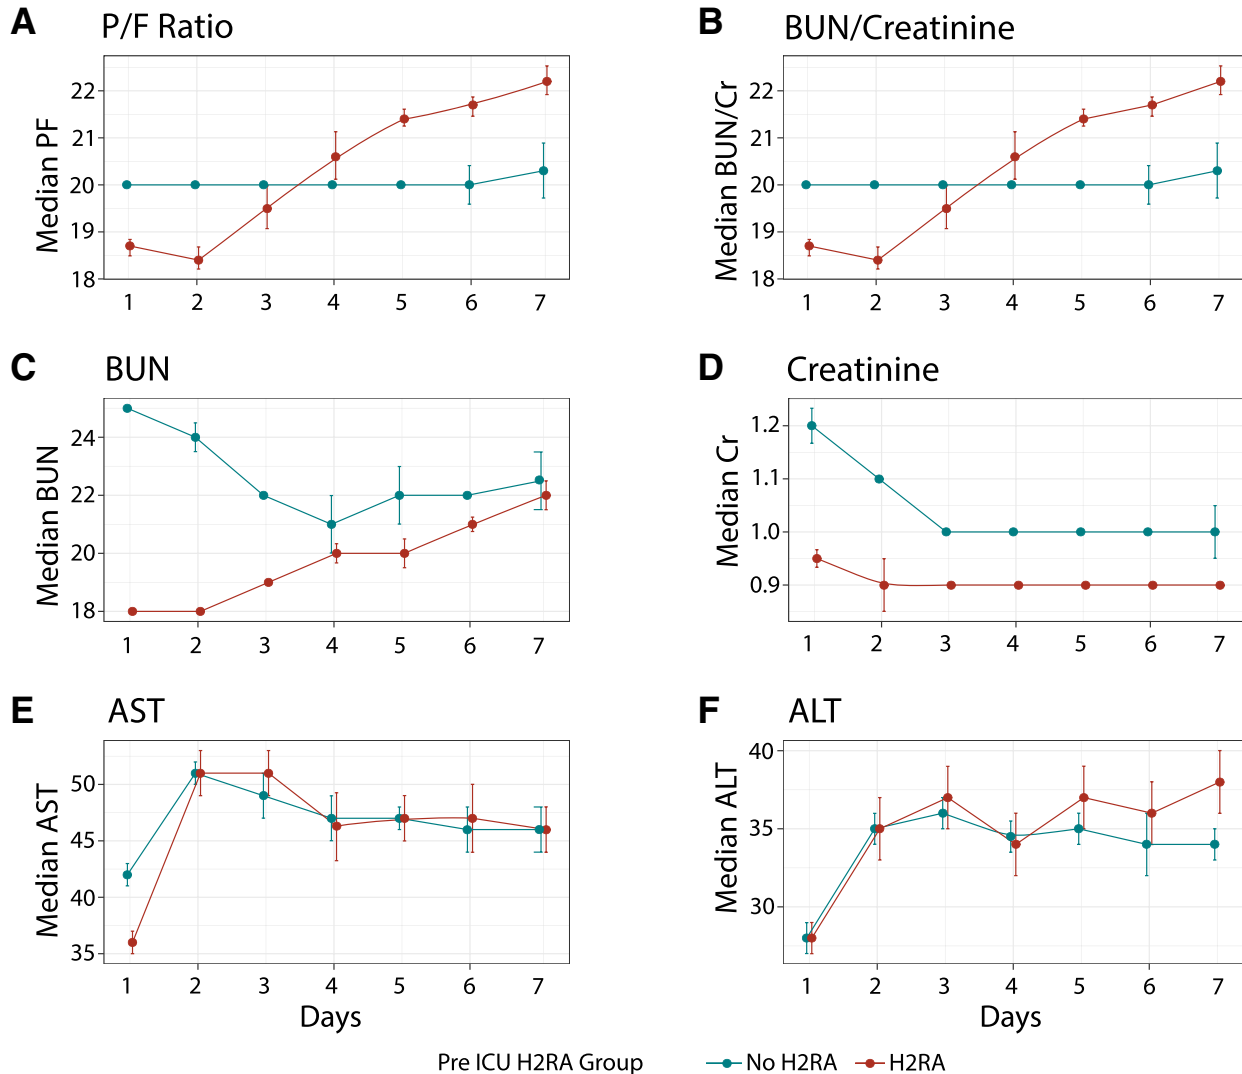 A P/F Ratio
Median PF
22
21
20
19
18
1 2 3 4 5 6 7
B BUN/Creatinine
Median BUN/Cr
22
21
20
19
18
1 2 3 4 5 6 7
C BUN
Median BUN
24
22
20
18
1 2 3 4 5 6 7
D Creatinine
Median Cr
1.2
1.1
1.0
0.9
1 2 3 4 5 6 7
E AST
Median AST
50
45
40
35
1 2 3 4 5 6 7
Days
F ALT
Median ALT
40
35
30
1 2 3 4 5 6 7
Days
Pre ICU H2RA Group No H2RA H2RA